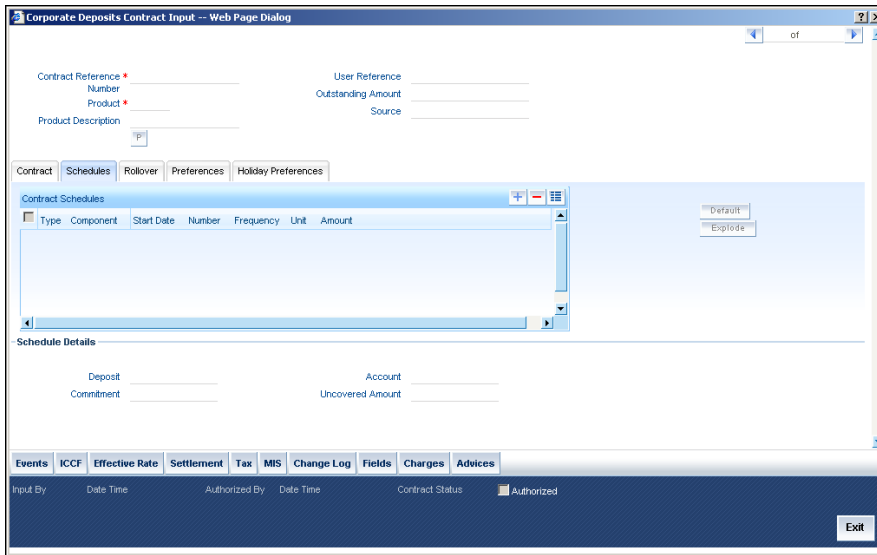 Corporate Deposits Contract Input -- Web Page Dialog
of
Contract Reference * Number
User Reference
Product *
Outstanding Amount
Product Description
Source
P
Contract Schedules Rollover Preferences Holiday Preferences
Contract Schedules
Type Component Start Date Number Frequency Unit Amount
Default
Explode
Schedule Details
Deposit Account
Commitment Uncovered Amount
Events ICCF Effective Rate Settlement Tax MIS Change Log Fields Charges Advices
Input By Date Time Authorized By Date Time Contract Status Authorized
Exit